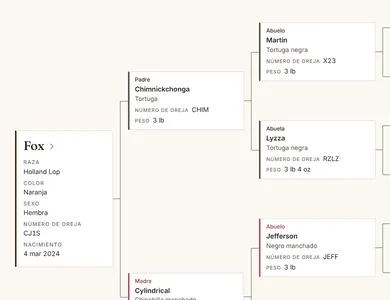 Fox >
RAZA
Holland Lop
COLOR
Naranja
SEXO
Hembra
NÚMERO DE OREJA
CJ1S
NACIMIENTO
4 mar 2024
Padre
Chimnickchonga
Tortuga
NÚMERO DE OREJA CHIM
PESO 3 lb
Madre
Cylindrical
Chinchilla manchado
Abuelo
Martin
Tortuga negra
NÚMERO DE OREJA X23
PESO 3 lb
Abuela
Lyzza
Tortuga negra
NÚMERO DE OREJA RZLZ
PESO 3 lb 4 oz
Abuelo
Jefferson
Negro manchado
NÚMERO DE OREJA JEFF
PESO 3 lb